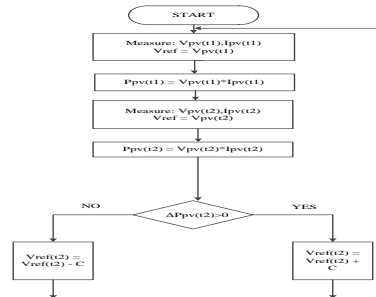 START
Measure: Vpv(t1),Ipv(t1)
Vref = Vpv(t1)
Ppv(t1) = Vpv(t1)*Ipv(t1)
Measure: Vpv(t2),Ipv(t2)
Vref = Vpv(t2)
Ppv(t2) = Vpv(t2)*Ipv(t2)
NO
ΔPpv(t2)>0
YES
Vref(t2) =
Vref(t2) - C
Vref(t2) =
Vref(t2) +
C